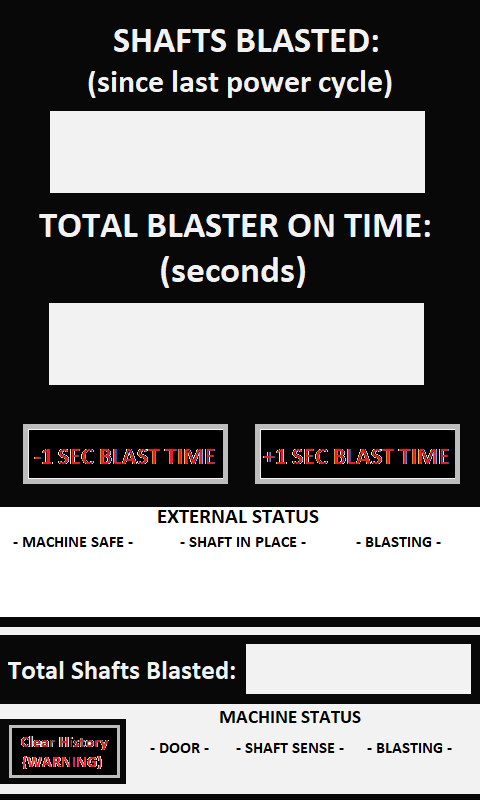 SHAFTS BLASTED:
(since last power cycle)
TOTAL BLASTER ON TIME:
(seconds)
-1 SEC BLAST TIME
+1 SEC BLAST TIME
EXTERNAL STATUS
- MACHINE SAFE -
- SHAFT IN PLACE -
- BLASTING -
Total Shafts Blasted:
MACHINE STATUS
Clear History
(WARNING)
- DOOR -
- SHAFT SENSE -
- BLASTING -